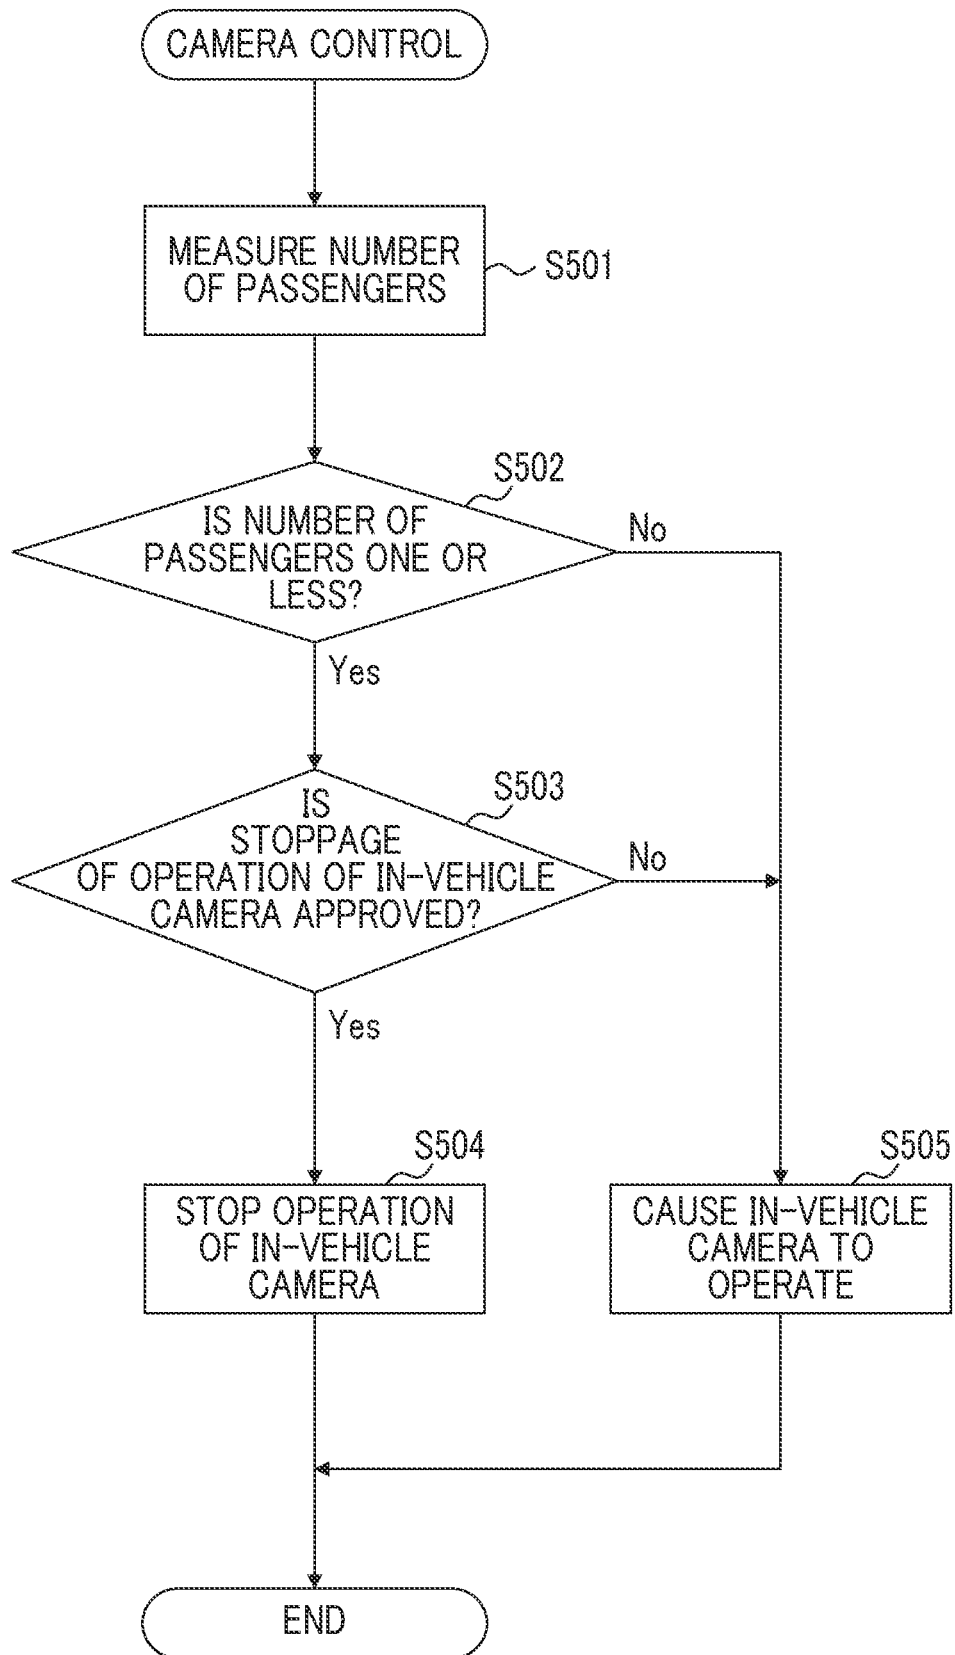 CAMERA CONTROL
MEASURE NUMBER
OF PASSENGERS
S501
S502
IS NUMBER OF
PASSENGERS ONE OR
LESS?
No
Yes
S503
IS
STOPPAGE
OF OPERATION OF IN-VEHICLE
CAMERA APPROVED?
No
Yes
S504
STOP OPERATION
OF IN-VEHICLE
CAMERA
S505
CAUSE IN-VEHICLE
CAMERA TO
OPERATE
END